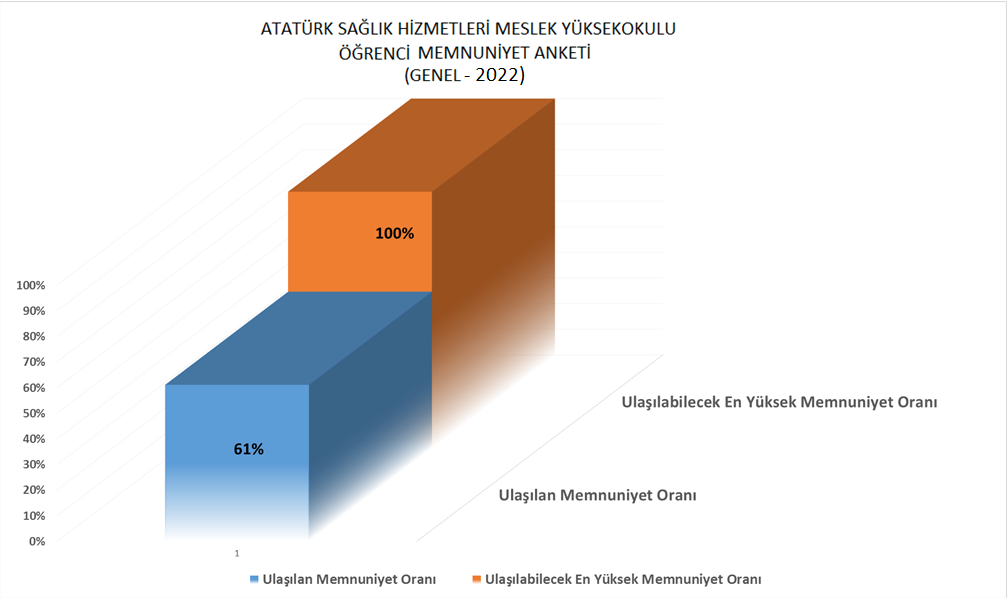 ATATÜRK SAĞLIK HİZMETLERİ MESLEK YÜKSEKOKULU
ÖĞRENCİ MEMNUNİYET ANKETİ
(GENEL - 2022)
100%
100%
90%
80%
70%
60%
50%
40%
30%
20%
10%
0%
61%
Ulaşılabilecek En Yüksek Memnuniyet Oranı
Ulaşılan Memnuniyet Oranı
1
Ulaşılan Memnuniyet Oranı
Ulaşılabilecek En Yüksek Memnuniyet Oranı